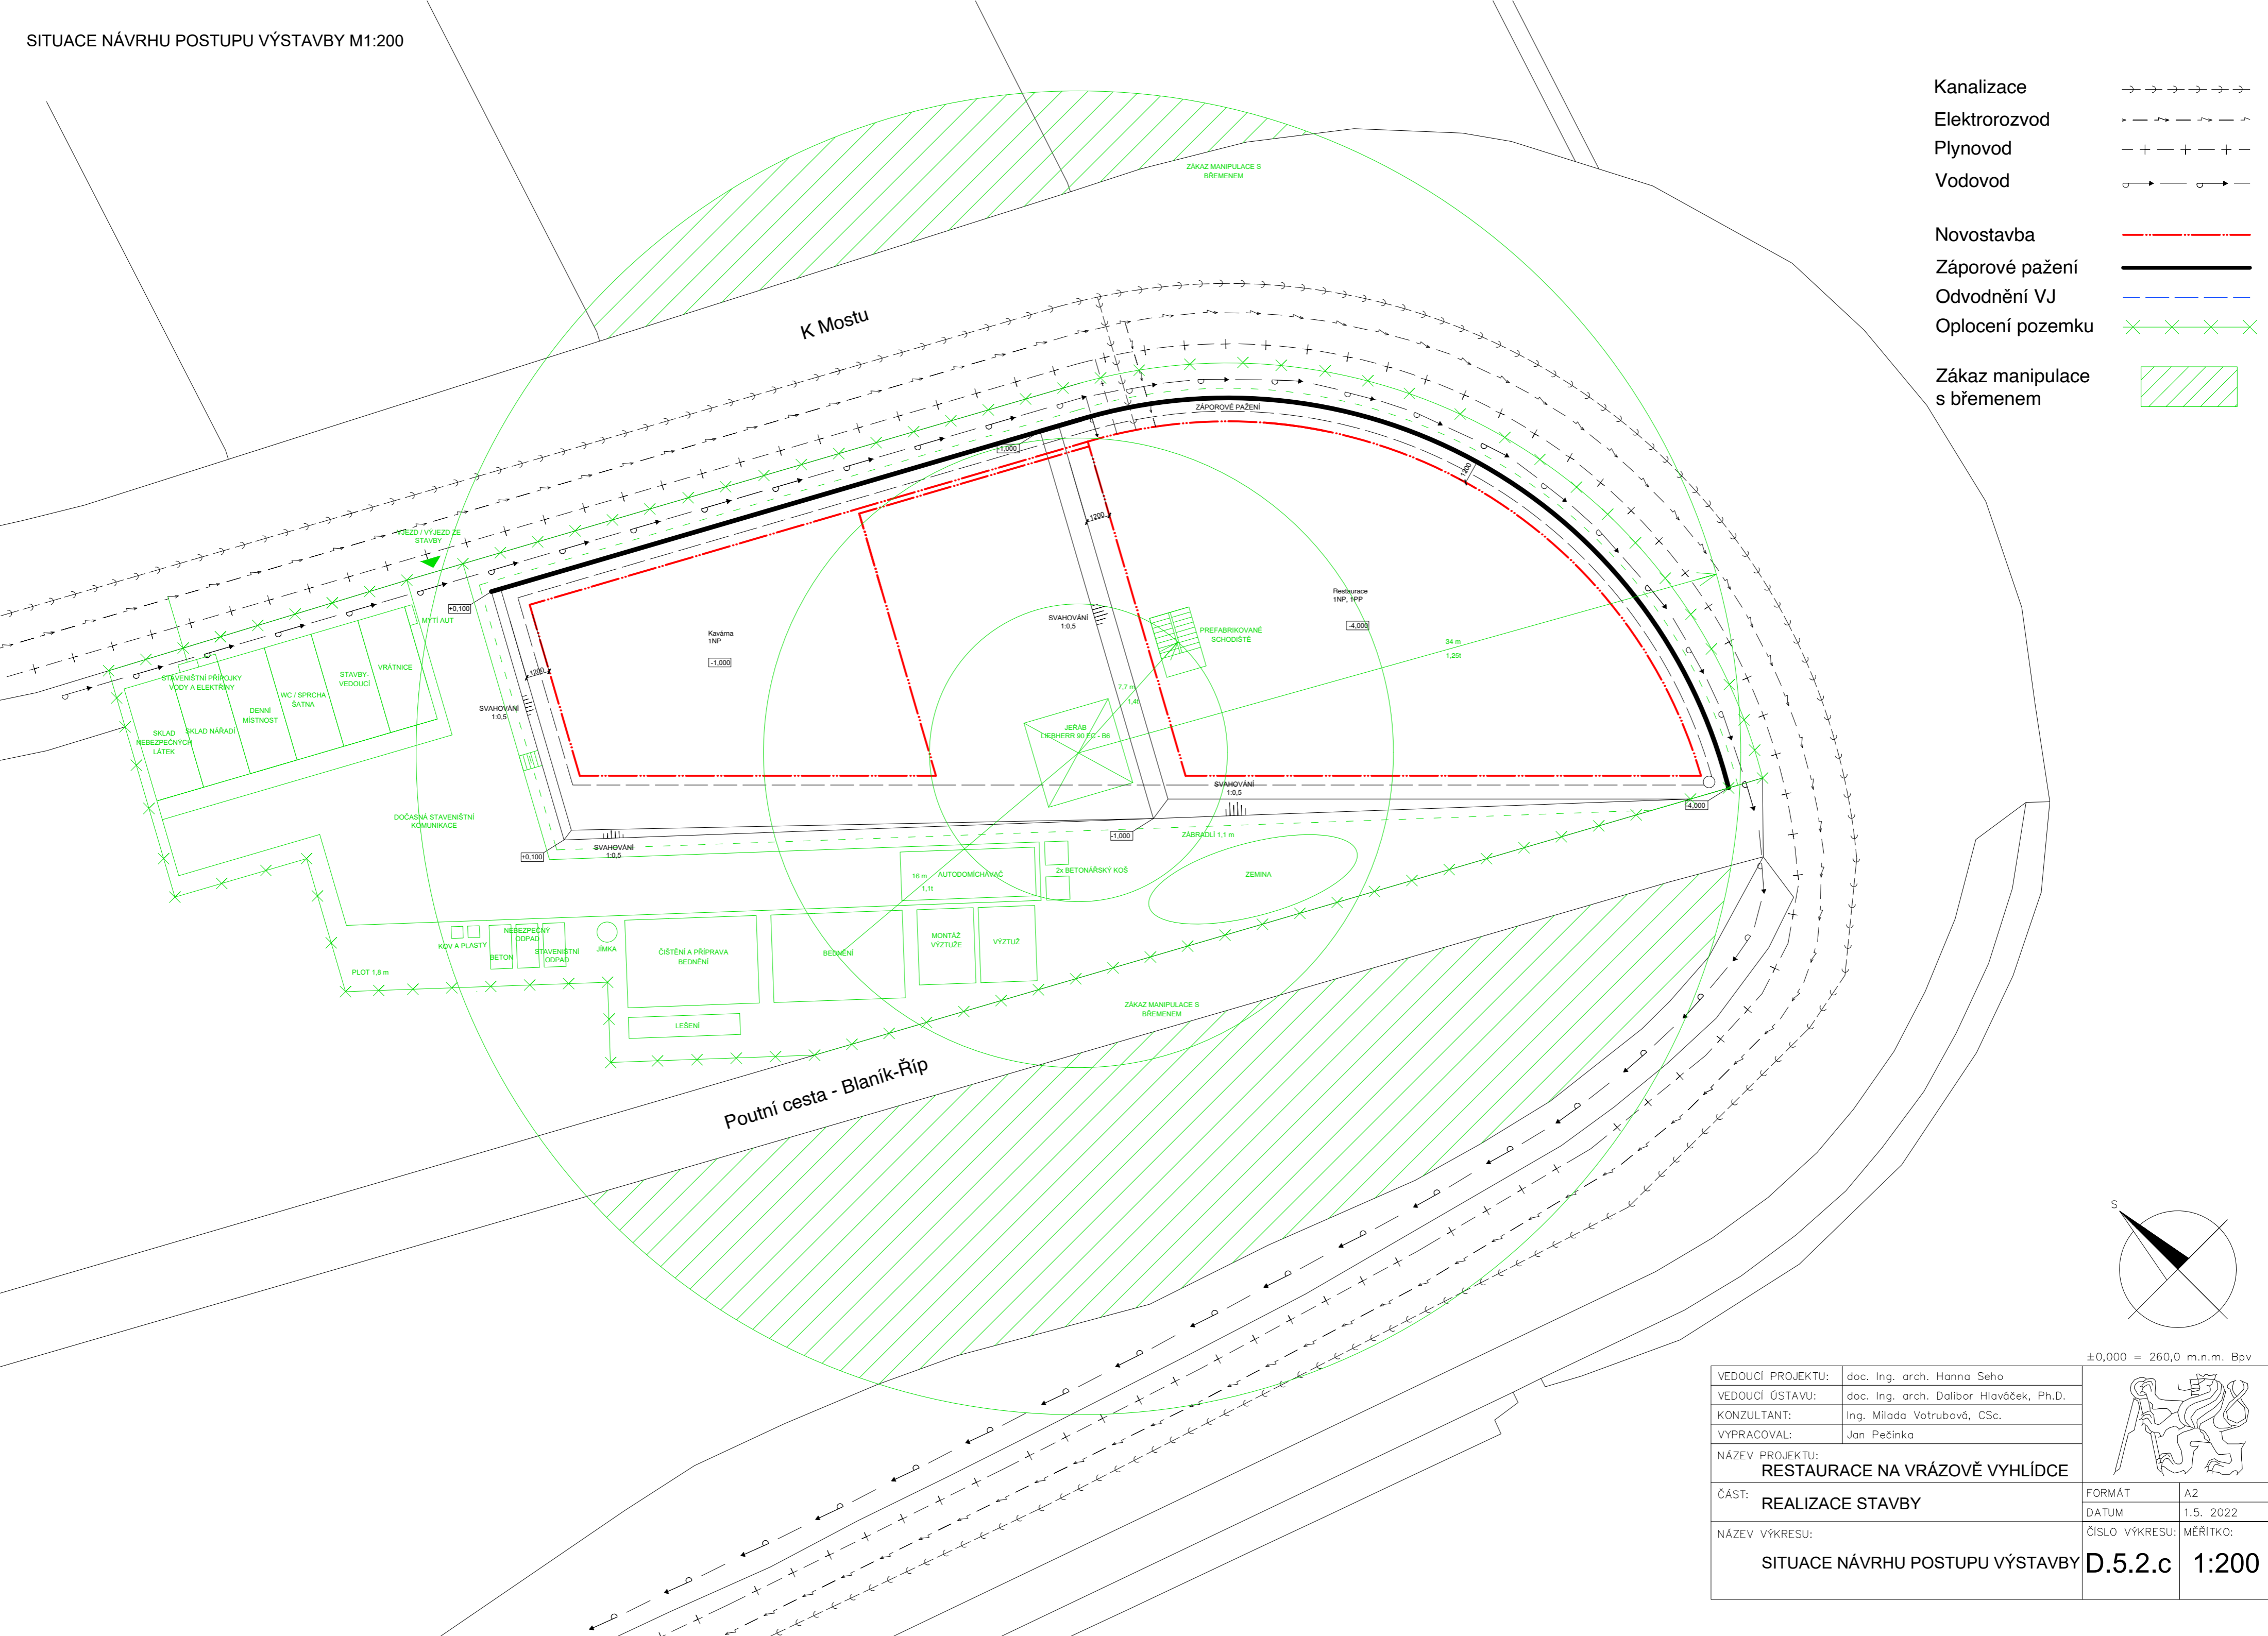 SITUACE NÁVRHU POSTUPU VÝSTAVBY M1:200
Kanalizace
Elektrorozvod
Plynovod
Vodovod
Novostavba
Záporové pažení
Odvodnění VJ
Oplocení pozemku
Zákaz manipulace
s břemenem
ZÁKAZ MANIPULACE S
BŘEMENEM
K Mostu
ZÁPOROVÉ PAŽENÍ
-1,000
1200
1200
VJEZD / VÝJEZD ZE
STAVBY
+0,100
MYTÍ AUT
Kavárna
1NP
-1,000
1200
SVAHOVÁNÍ
1:0,5
SVAHOVÁNÍ
1:0,5
Restaurace
1NP, 1PP
-4,000
PREFABRIKOVANÉ
SCHODIŠTĚ
34 m
1,25t
7,7 m
1,4t
JEŘÁB
LIEBHERR 90 EC - B6
VRÁTNICE
STAVBY-
VEDOUCÍ
WC / SPRCHA
ŠATNA
DENNÍ
MÍSTNOST
STAVENIŠTNÍ PŘÍPOJKY
VODY A ELEKTŘINY
SKLAD NÁŘADÍ
SKLAD
NEBEZPEČNÝCH
LÁTEK
DOČASNÁ STAVENIŠTNÍ
KOMUNIKACE
SVAHOVÁNÍ
1:0,5
-4,000
-1,000
ZÁBRADLÍ 1,1 m
+0,100
SVAHOVÁNÍ
1:0,5
16 m
1,1t
AUTODOMÍCHÁVAČ
2x BETONÁŘSKÝ KOŠ
ZEMINA
KOV A PLASTY
BETON
NEBEZPEČNÝ
ODPAD
STAVENIŠTNÍ
ODPAD
JÍMKA
ČIŠTĚNÍ A PŘÍPRAVA
BEDNĚNÍ
BEDNĚNÍ
MONTÁŽ
VÝZTUŽE
VÝZTUŽ
PLOT 1,8 m
LEŠENÍ
ZÁKAZ MANIPULACE S
BŘEMENEM
Poutní cesta - Blaník-Říp
S
±0,000 = 260,0 m.n.m. Bpv
VEDOUCÍ PROJEKTU: doc. Ing. arch. Hanna Seho
VEDOUCÍ ÚSTAVU: doc. Ing. arch. Dalibor Hlaváček, Ph.D.
KONZULTANT: Ing. Milada Votrubová, CSc.
VYPRACOVAL: Jan Pečinka
NÁZEV PROJEKTU:
RESTAURACE NA VRÁZOVĚ VYHLÍDCE
ČÁST:
REALIZACE STAVBY
FORMÁT A2
DATUM 1.5. 2022
NÁZEV VÝKRESU:
SITUACE NÁVRHU POSTUPU VÝSTAVBY
ČÍSLO VÝKRESU: MĚŘÍTKO:
D.5.2.c 1:200